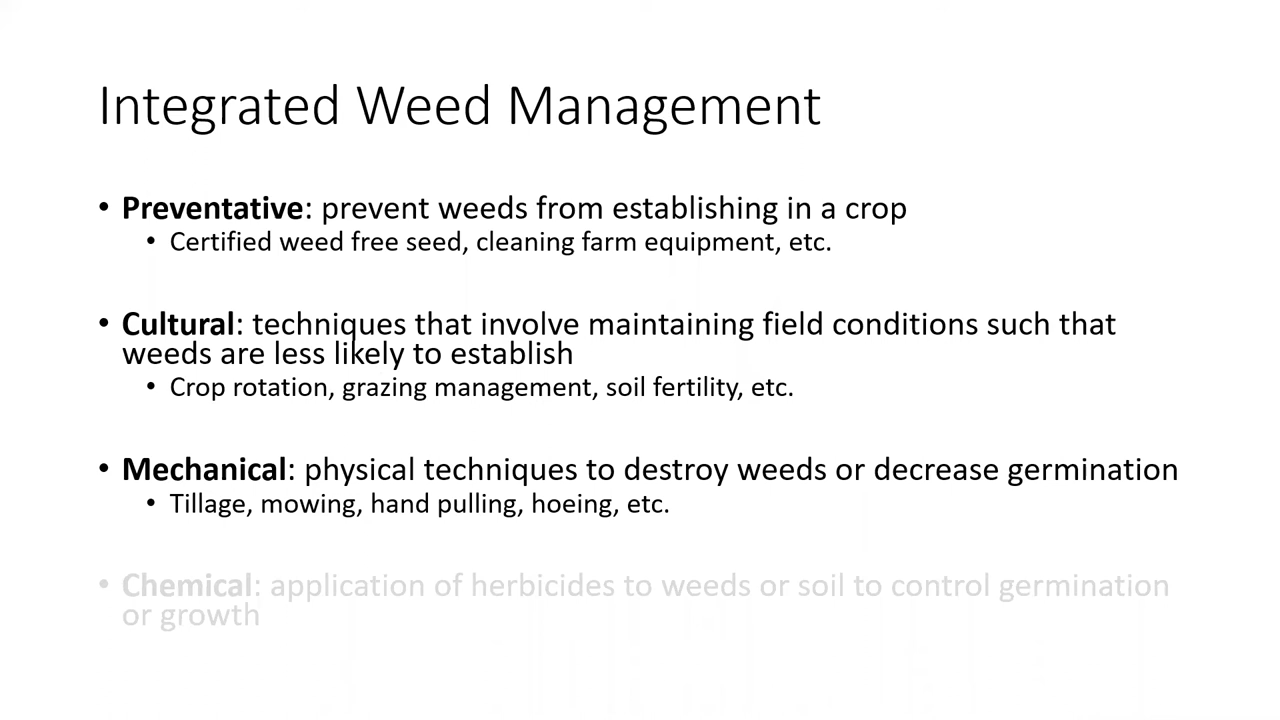 Integrated Weed Management
• Preventative: prevent weeds from establishing in a crop
• Certified weed free seed, cleaning farm equipment, etc.
• Cultural: techniques that involve maintaining field conditions such that
weeds are less likely to establish
• Crop rotation, grazing management, soil fertility, etc.
• Mechanical: physical techniques to destroy weeds or decrease germination
• Tillage, mowing, hand pulling, hoeing, etc.
• Chemical: application of herbicides to weeds or soil to control germination
or growth